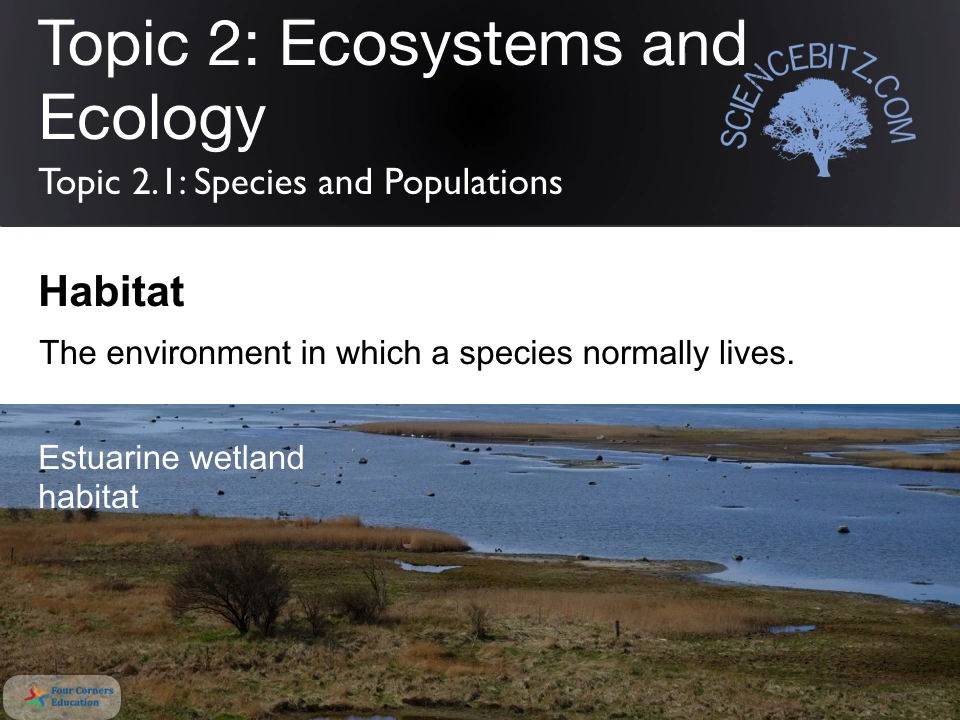 Topic 2: Ecosystems and
Ecology
SCIENCEBITZ.COM
Topic 2.1: Species and Populations
Habitat
The environment in which a species normally lives.
Estuarine wetland
habitat
Four Corners
Education